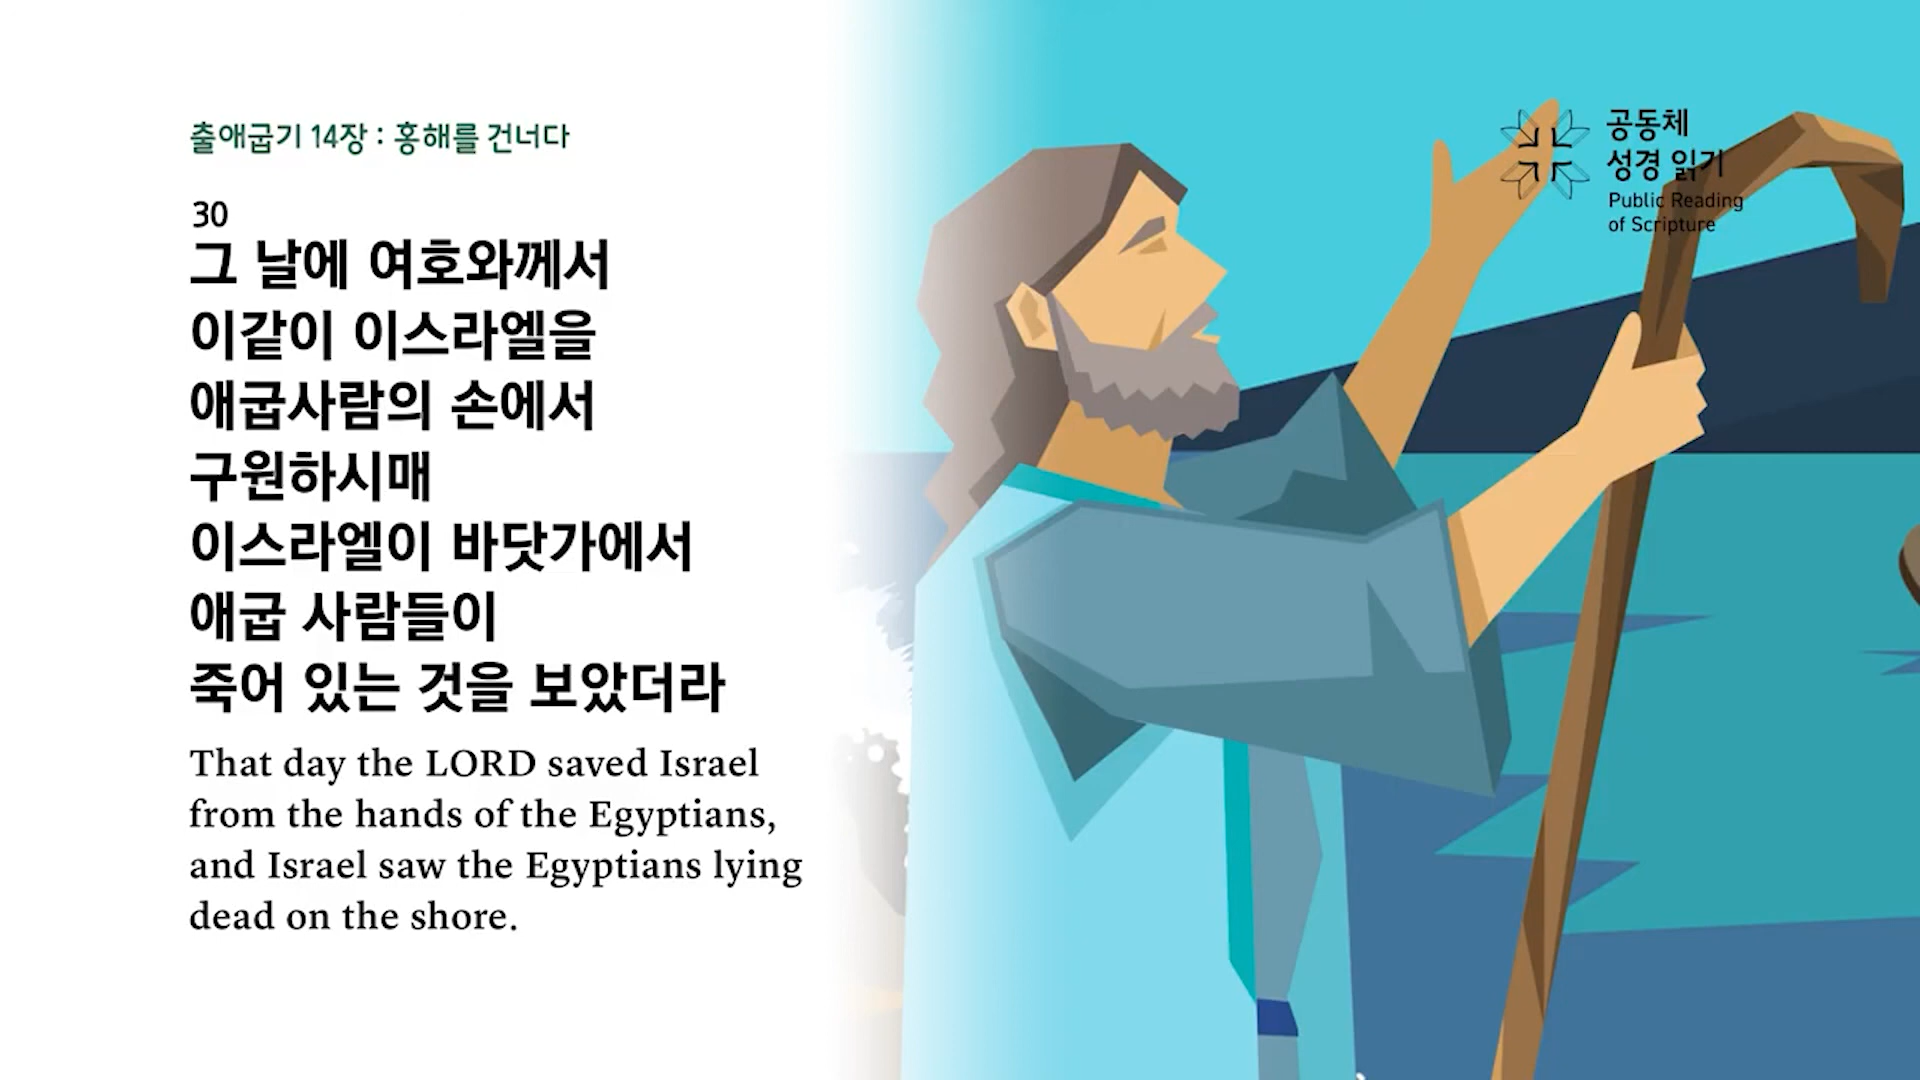 출애굽기 14장 : 홍해를 건너다
30
그 날에 여호와께서
이같이 이스라엘을
애굽사람의 손에서
구원하시매
이스라엘이 바닷가에서
애굽 사람들이
죽어 있는 것을 보았더라
That day the LORD saved Israel
from the hands of the Egyptians,
and Israel saw the Egyptians lying
dead on the shore.
공동체
성경 읽기
Public Reading
of Scripture